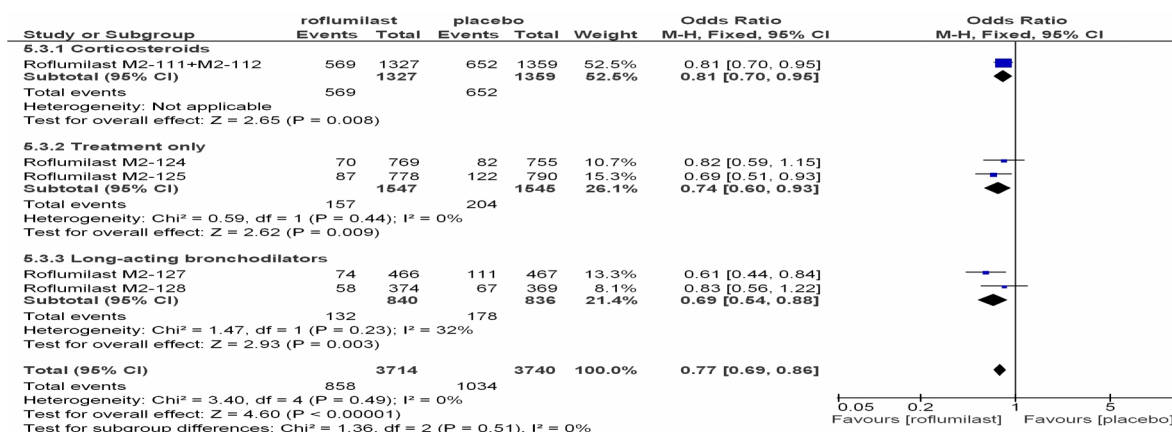 roflumilast placebo Odds Ratio Odds Ratio
Study or Subgroup Events Total Events Total Weight M-H, Fixed, 95% CI M-H, Fixed, 95% CI
5.3.1 Corticosteroids
Roflumilast M2-111+M2-112 569 1327 652 1359 52.5% 0.81 [0.70, 0.95]
Subtotal (95% CI) 1327 1359 52.5% 0.81 [0.70, 0.95]
Total events 569 652
Heterogeneity: Not applicable
Test for overall effect: Z = 2.65 (P = 0.008)
5.3.2 Treatment only
Roflumilast M2-124 70 769 82 755 10.7% 0.82 [0.59, 1.15]
Roflumilast M2-125 87 778 122 790 15.3% 0.69 [0.51, 0.93]
Subtotal (95% CI) 1547 1545 26.1% 0.74 [0.60, 0.93]
Total events 157 204
Heterogeneity: Chi² = 0.59, df = 1 (P = 0.44); I² = 0%
Test for overall effect: Z = 2.62 (P = 0.009)
5.3.3 Long-acting bronchodilators
Roflumilast M2-127 74 466 111 467 13.3% 0.61 [0.44, 0.84]
Roflumilast M2-128 58 374 67 369 8.1% 0.83 [0.56, 1.22]
Subtotal (95% CI) 840 836 21.4% 0.69 [0.54, 0.88]
Total events 132 178
Heterogeneity: Chi² = 1.47, df = 1 (P = 0.23); I² = 32%
Test for overall effect: Z = 2.93 (P = 0.003)
Total (95% CI) 3714 3740 100.0% 0.77 [0.69, 0.86]
Total events 858 1034
Heterogeneity: Chi² = 3.40, df = 4 (P = 0.49); I² = 0%
Test for overall effect: Z = 4.60 (P < 0.00001)
Test for subgroup differences: Chi² = 1.36, df = 2 (P = 0.51), I² = 0%
0.05 0.2 1 5
Favours [roflumilast] Favours [placebo]